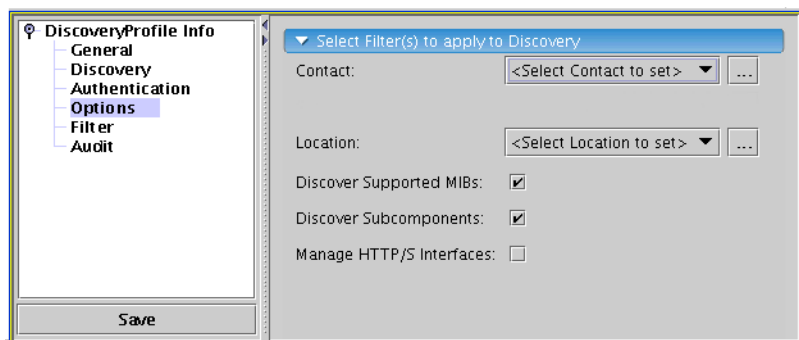 DiscoveryProfile Info
General
Discovery
Authentication
Options
Filter
Audit
Save
Select Filter(s) to apply to Discovery
Contact: <Select Contact to set> ...
Location: <Select Location to set> ...
Discover Supported MIBs:
Discover Subcomponents:
Manage HTTP/S Interfaces: